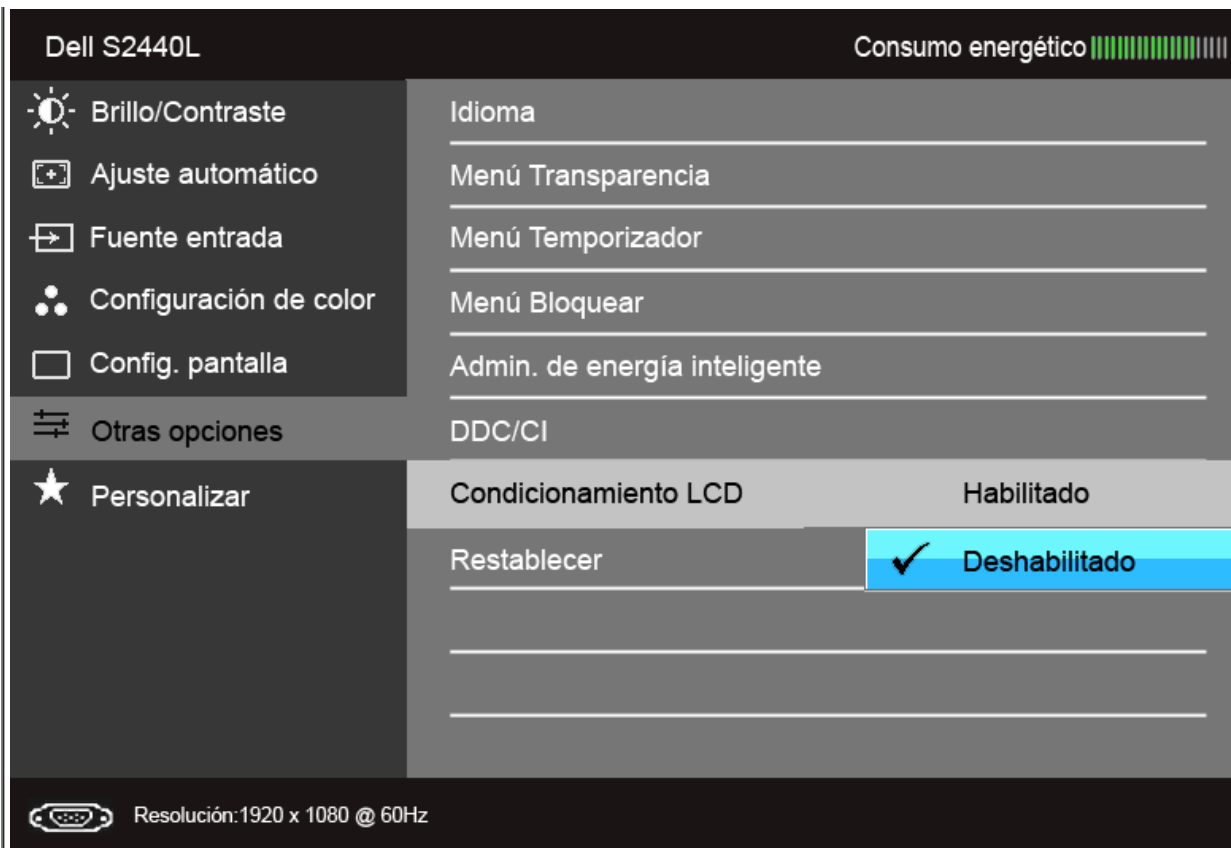 Dell S2440L Consumo energético
Brillo/Contraste Idioma
Ajuste automático Menú Transparencia
Fuente entrada Menú Temporizador
Configuración de color Menú Bloquear
Config. pantalla Admin. de energía inteligente
Otras opciones DDC/CI
Personalizar Condicionamiento LCD Habilitado
Restablecer Deshabilitado
Resolución:1920 x 1080 @ 60Hz